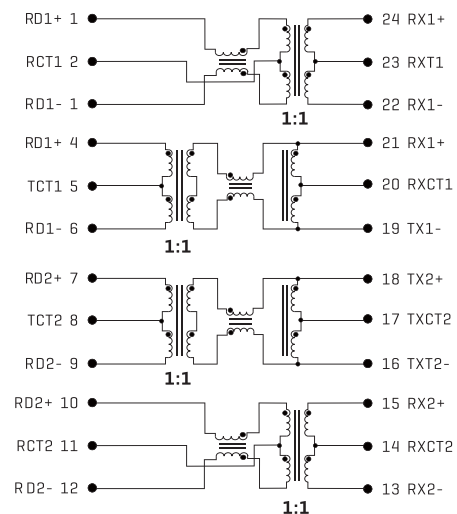 RD1+ 1 24 RX1+
RCT1 2 23 RXT1
RD1- 1 22 RX1-
1:1
RD1+ 4 21 RX1+
TCT1 5 20 RXCT1
RD1- 6 19 TX1-
1:1
RD2+ 7 18 TX2+
TCT2 8 17 TXCT2
RD2- 9 16 TXT2-
1:1
RD2+ 10 15 RX2+
RCT2 11 14 RXCT2
RD2- 12 13 RX2-
1:1